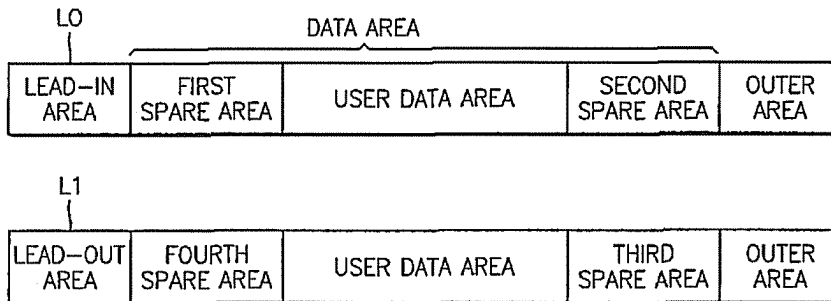 L0
DATA AREA
LEAD-IN AREA
FIRST SPARE AREA
USER DATA AREA
SECOND SPARE AREA
OUTER AREA
L1
LEAD-OUT AREA
FOURTH SPARE AREA
USER DATA AREA
THIRD SPARE AREA
OUTER AREA